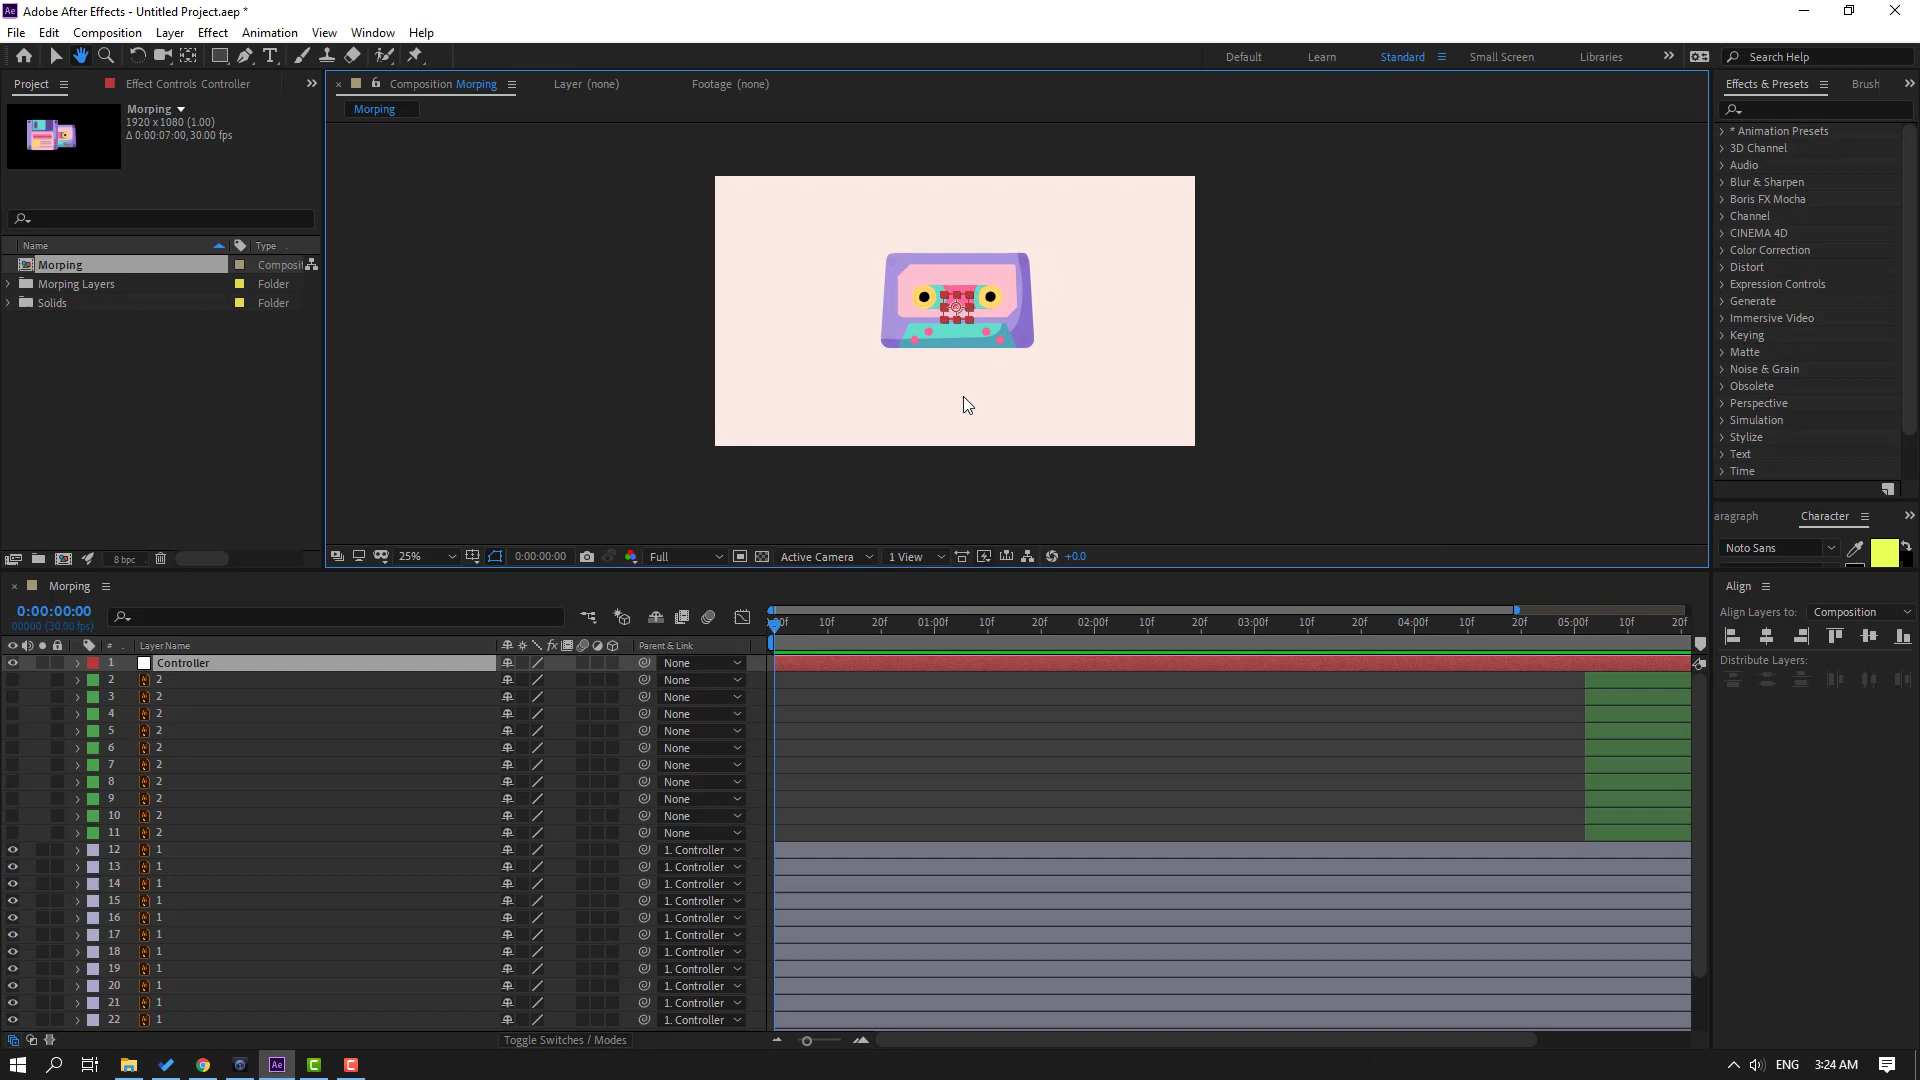 Adobe After Effects - Untitled Project.aep *
File Edit Composition Layer Effect Animation View Window Help
Default Learn Standard Small Screen Libraries Search Help
Project Effect Controls Controller
Composition Morping Layer (none) Footage (none)
Effects & Presets Brush
Morping
1920 x 1080 (1.00)
Δ 0:00:07:00, 30.00 fps
Morping
Name Type
Morping Composit
Morping Layers Folder
Solids Folder
* Animation Presets
3D Channel
Audio
Blur & Sharpen
Boris FX Mocha
Channel
CINEMA 4D
Color Correction
Distort
Expression Controls
Generate
Immersive Video
Keying
Matte
Noise & Grain
Obsolete
Perspective
Simulation
Stylize
Text
Time
aragraph Character
Noto Sans
8 bpc
25% 0:00:00:00 Full Active Camera 1 View +0.0
Morping
0:00:00:00
00000 (30.00 fps)
10f 20f 01:00f 10f 20f 02:00f 10f 20f 03:00f 10f 20f 04:00f 10f 20f 05:00f 10f 20f
# Layer Name Parent & Link
1 Controller None
2 2 None
3 2 None
4 2 None
5 2 None
6 2 None
7 2 None
8 2 None
9 2 None
10 2 None
11 2 None
12 1 1. Controller
13 1 1. Controller
14 1 1. Controller
15 1 1. Controller
16 1 1. Controller
17 1 1. Controller
18 1 1. Controller
19 1 1. Controller
20 1 1. Controller
21 1 1. Controller
22 1 1. Controller
Toggle Switches / Modes
Align
Align Layers to: Composition
Distribute Layers:
ENG 3:24 AM